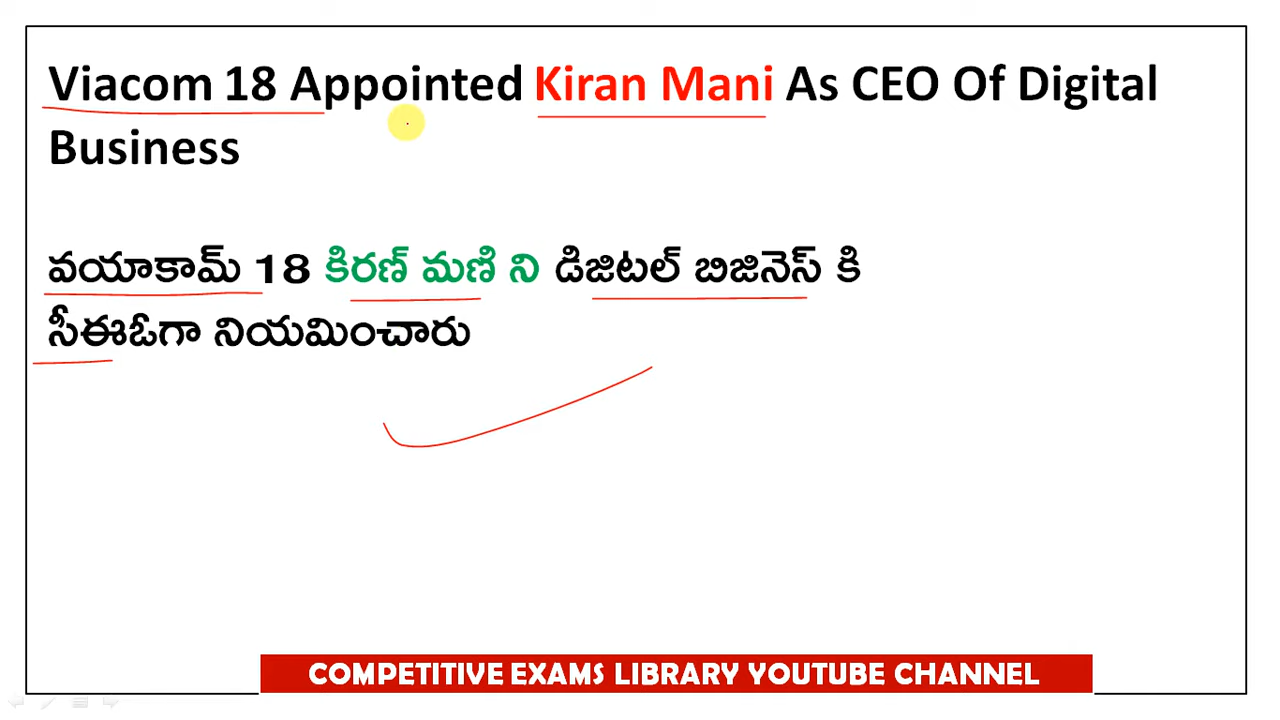 Viacom 18 Appointed Kiran Mani As CEO Of Digital
Business
వయాకామ్ 18 కిరణ్ మణి ని డిజిటల్ బిజినెస్ కి
సీఈఓగా నియమించారు
COMPETITIVE EXAMS LIBRARY YOUTUBE CHANNEL